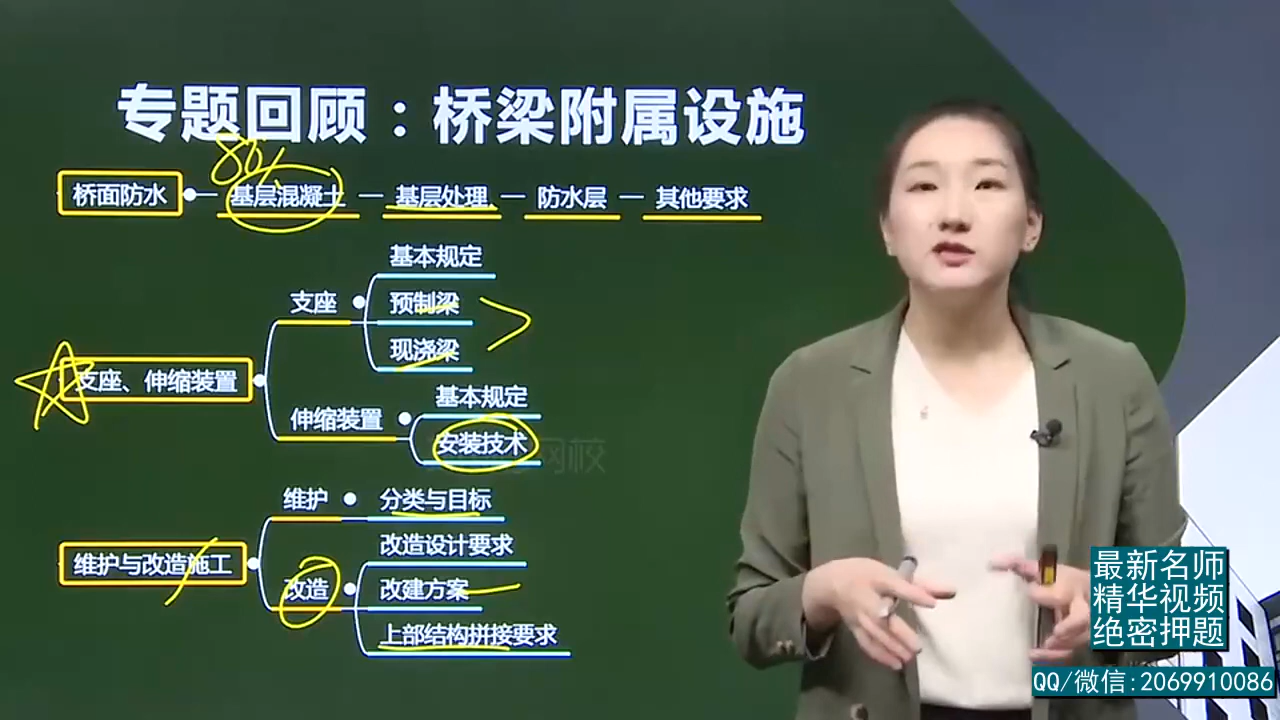 专题回顾：桥梁附属设施
80%
桥面防水 基层混凝土 基层处理 防水层 其他要求
基本规定
支座 预制梁
现浇梁
支座、伸缩装置
基本规定
伸缩装置
安装技术
网校
维护 分类与目标
改造设计要求
维护与改造施工
改造 改建方案
上部结构拼接要求
最新名师
精华视频
绝密押题
QQ/微信:2069910086